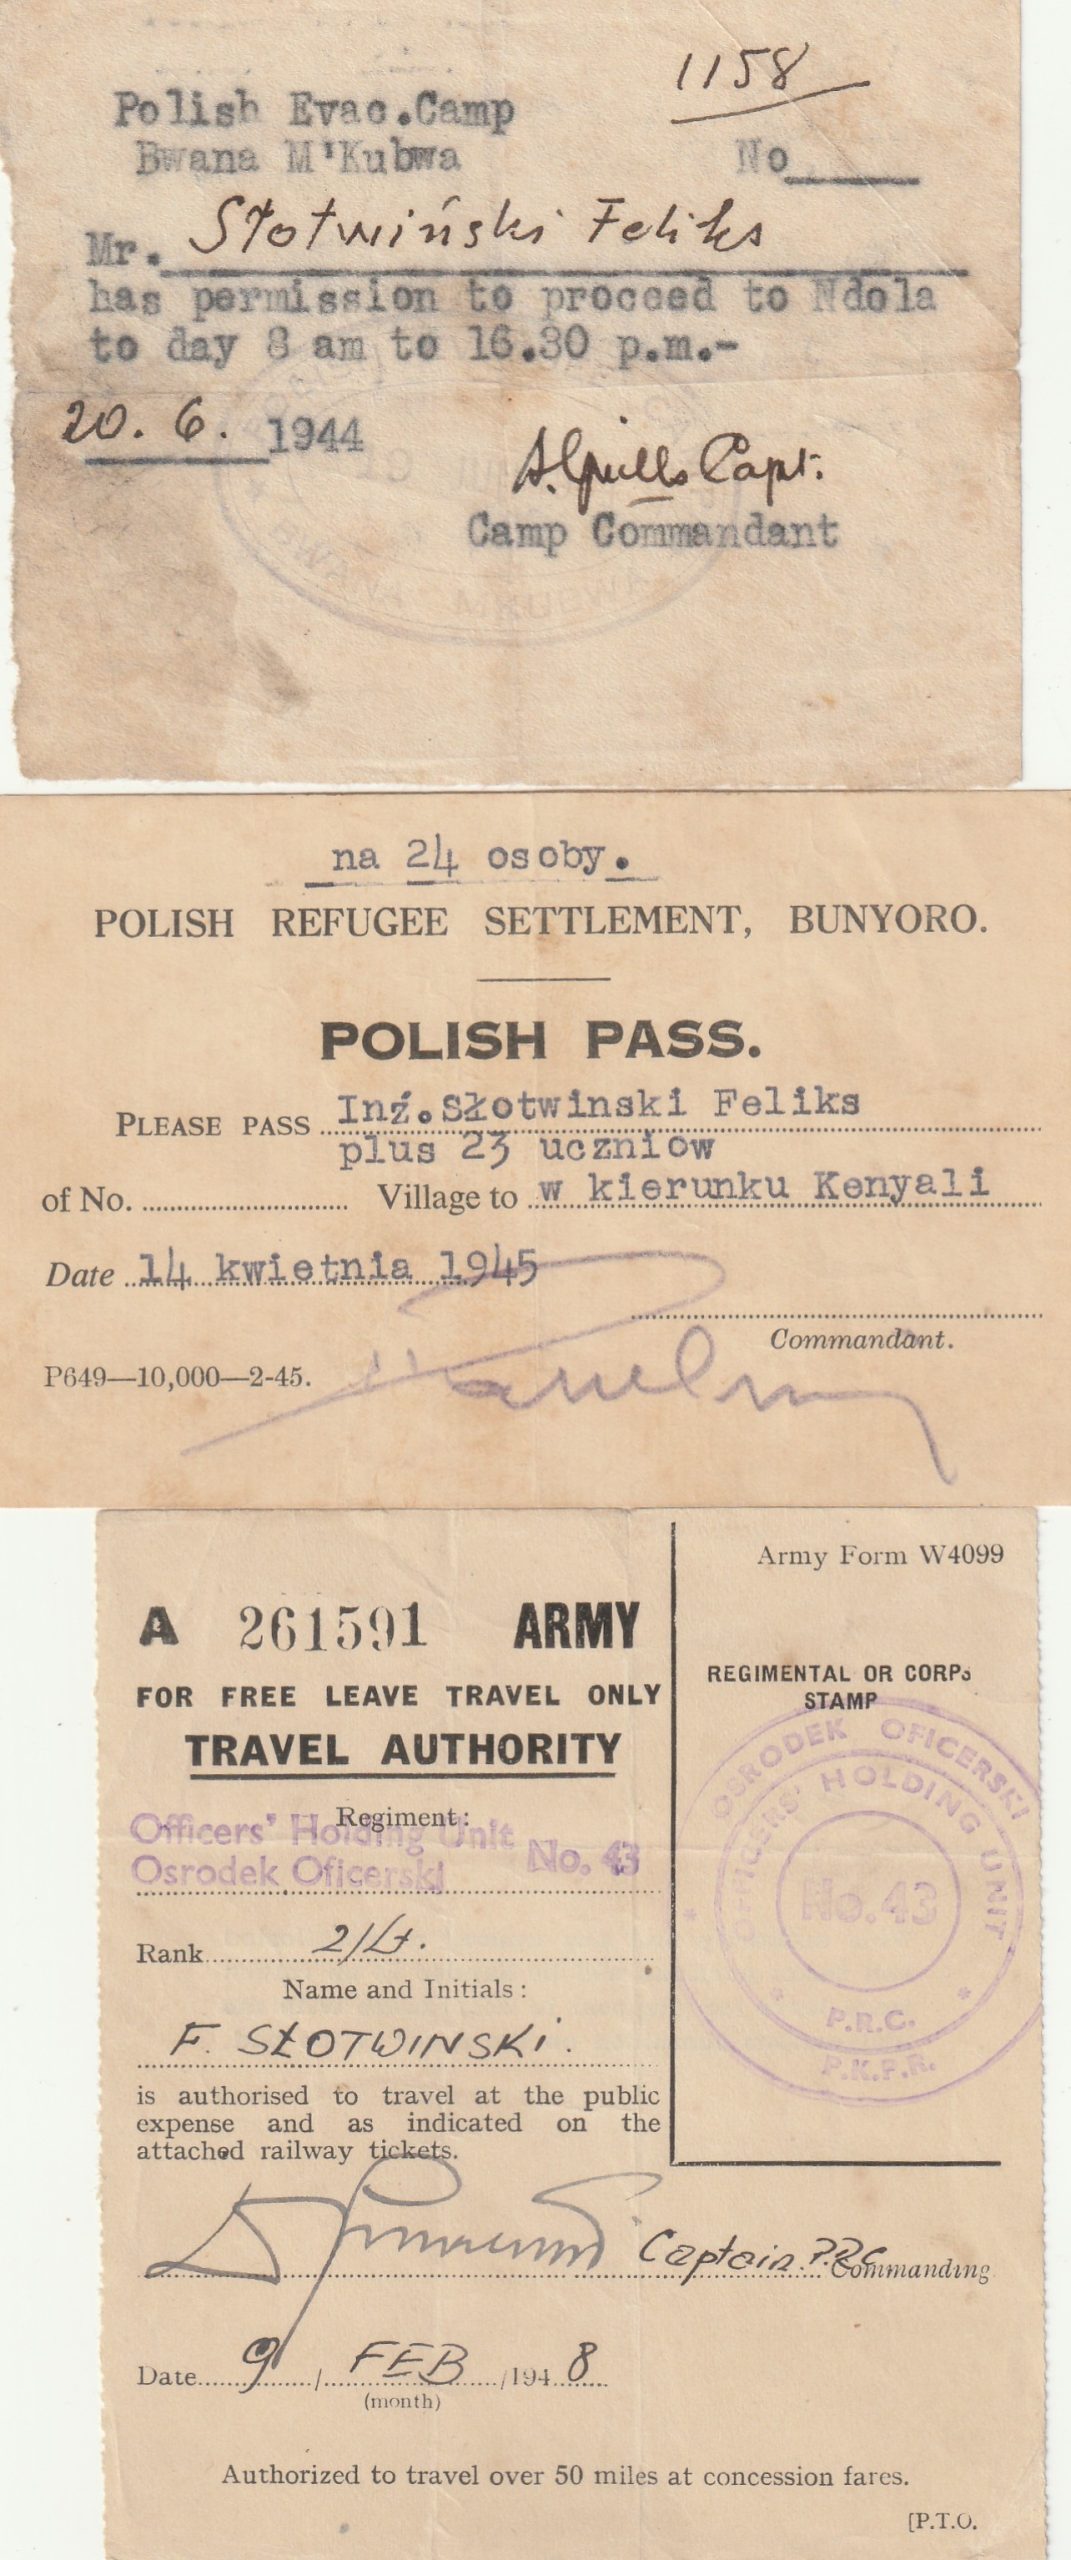 1158
Polish Evac.Camp
Bwana M'Kubwa
No
Mr. Słotwiński Feliks
has permission to proceed to Ndola
to day 8 am to 16.30 p.m.-
20. 6. 1944
Capt.
Camp Commandant
na 24 osoby.
POLISH REFUGEE SETTLEMENT, BUNYORO.
POLISH PASS.
PLEASE PASS Inż.Słotwinski Feliks
plus 23 uczniow
of No. Village to w kierunku Kenyali
Date 14 kwietnia 1945
Commandant.
P649—10,000—2-45.
Army Form W4099
A 261591 ARMY
FOR FREE LEAVE TRAVEL ONLY
TRAVEL AUTHORITY
REGIMENTAL OR CORPS
STAMP
OSRODEK OFICERSKI
OFFICERS' HOLDING UNIT
No.43
P.R.C.
P.K.P.R.
Regiment:
Officers' Holding Unit No. 43
Osrodek Oficerski
Rank 2/Lt.
Name and Initials:
F. SŁOTWINSKI.
is authorised to travel at the public
expense and as indicated on the
attached railway tickets.
Captain P.R.C. Commanding
Date 9 / FEB /1948
(month)
Authorized to travel over 50 miles at concession fares.
[P.T.O.